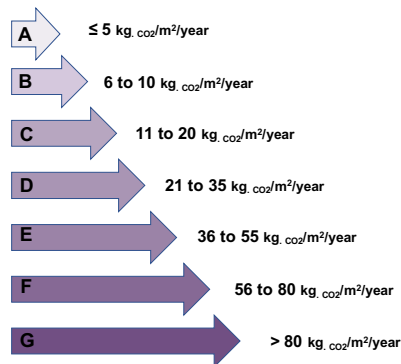 A ≤ 5 kg. CO2/m²/year
B 6 to 10 kg. CO2/m²/year
C 11 to 20 kg. CO2/m²/year
D 21 to 35 kg. CO2/m²/year
E 36 to 55 kg. CO2/m²/year
F 56 to 80 kg. CO2/m²/year
G > 80 kg. CO2/m²/year